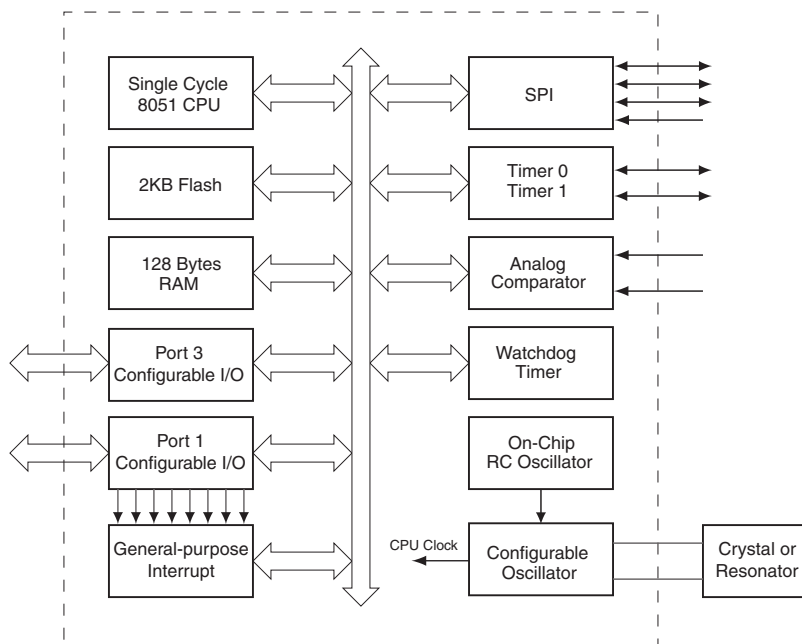 Single Cycle
8051 CPU
2KB Flash
128 Bytes
RAM
Port 3
Configurable I/O
Port 1
Configurable I/O
General-purpose
Interrupt
SPI
Timer 0
Timer 1
Analog
Comparator
Watchdog
Timer
On-Chip
RC Oscillator
CPU Clock
Configurable
Oscillator
Crystal or
Resonator